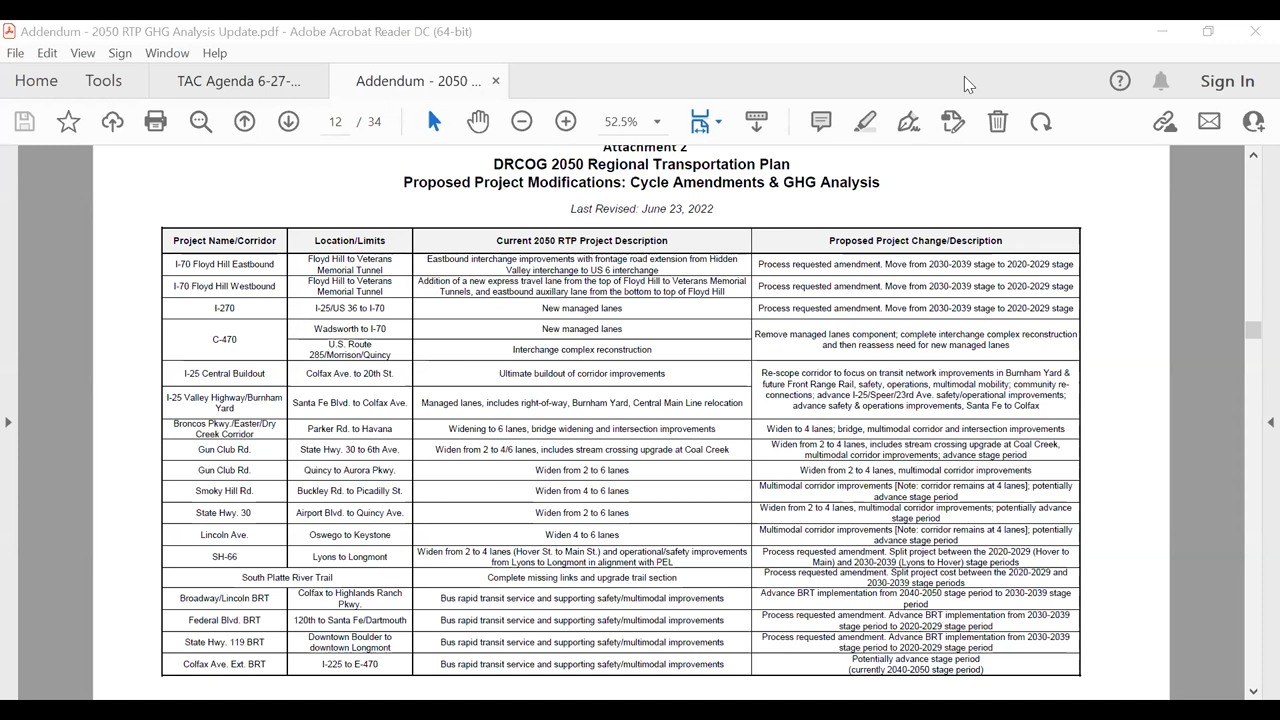 Addendum - 2050 RTP GHG Analysis Update.pdf - Adobe Acrobat Reader DC (64-bit)
File Edit View Sign Window Help
Home Tools TAC Agenda 6-27-... Addendum - 2050 ... × Sign In
12 / 34 52.5%
Attachment 2
DRCOG 2050 Regional Transportation Plan
Proposed Project Modifications: Cycle Amendments & GHG Analysis
Last Revised: June 23, 2022
Project Name/Corridor Location/Limits Current 2050 RTP Project Description Proposed Project Change/Description
I-70 Floyd Hill Eastbound
Floyd Hill to Veterans
Memorial Tunnel
Eastbound interchange improvements with frontage road extension from Hidden
Valley interchange to US 6 interchange
Process requested amendment. Move from 2030-2039 stage to 2020-2029 stage
I-70 Floyd Hill Westbound
Floyd Hill to Veterans
Memorial Tunnel
Addition of a new express travel lane from the top of Floyd Hill to Veterans Memorial
Tunnels, and eastbound auxillary lane from the bottom to top of Floyd Hill
Process requested amendment. Move from 2030-2039 stage to 2020-2029 stage
I-270
I-25/US 36 to I-70
New managed lanes
Process requested amendment. Move from 2030-2039 stage to 2020-2029 stage
C-470
Wadsworth to I-70
New managed lanes
U.S. Route
285/Morrison/Quincy
Interchange complex reconstruction
Remove managed lanes component; complete interchange complex reconstruction
and then reassess need for new managed lanes
I-25 Central Buildout
Colfax Ave. to 20th St.
Ultimate buildout of corridor improvements
I-25 Valley Highway/Burnham
Yard
Santa Fe Blvd. to Colfax Ave.
Managed lanes, includes right-of-way, Burnham Yard, Central Main Line relocation
Re-scope corridor to focus on transit network improvements in Burnham Yard &
future Front Range Rail, safety, operations, multimodal mobility; community re-
connections; advance I-25/Speer/23rd Ave. safety/operational improvements;
advance safety & operations improvements, Santa Fe to Colfax
Broncos Pkwy./Easter/Dry
Creek Corridor
Parker Rd. to Havana
Widening to 6 lanes, bridge widening and intersection improvements
Widen to 4 lanes; bridge, multimodal corridor and intersection improvements
Gun Club Rd.
State Hwy. 30 to 6th Ave.
Widen from 2 to 4/6 lanes, includes stream crossing upgrade at Coal Creek
Widen from 2 to 4 lanes, includes stream crossing upgrade at Coal Creek,
multimodal corridor improvements; advance stage period
Gun Club Rd.
Quincy to Aurora Pkwy.
Widen from 2 to 6 lanes
Widen from 2 to 4 lanes, multimodal corridor improvements
Smoky Hill Rd.
Buckley Rd. to Picadilly St.
Widen from 4 to 6 lanes
Multimodal corridor improvements [Note: corridor remains at 4 lanes]; potentially
advance stage period
State Hwy. 30
Airport Blvd. to Quincy Ave.
Widen from 2 to 6 lanes
Widen from 2 to 4 lanes, multimodal corridor improvements; potentially advance
stage period
Lincoln Ave.
Oswego to Keystone
Widen 4 to 6 lanes
Multimodal corridor improvements [Note: corridor remains at 4 lanes]; potentially
advance stage period
SH-66
Lyons to Longmont
Widen from 2 to 4 lanes (Hover St. to Main St.) and operational/safety improvements
from Lyons to Longmont in alignment with PEL
Process requested amendment. Split project between the 2020-2029 (Hover to
Main) and 2030-2039 (Lyons to Hover) stage periods
South Platte River Trail
Complete missing links and upgrade trail section
Process requested amendment. Split project cost between the 2020-2029 and
2030-2039 stage periods
Broadway/Lincoln BRT
Colfax to Highlands Ranch
Pkwy.
Bus rapid transit service and supporting safety/multimodal improvements
Advance BRT implementation from 2040-2050 stage period to 2030-2039 stage
period
Federal Blvd. BRT
120th to Santa Fe/Dartmouth
Bus rapid transit service and supporting safety/multimodal improvements
Process requested amendment. Advance BRT implementation from 2030-2039
stage period to 2020-2029 stage period
State Hwy. 119 BRT
Downtown Boulder to
downtown Longmont
Bus rapid transit service and supporting safety/multimodal improvements
Process requested amendment. Advance BRT implementation from 2030-2039
stage period to 2020-2029 stage period
Colfax Ave. Ext. BRT
I-225 to E-470
Bus rapid transit service and supporting safety/multimodal improvements
Potentially advance stage period
(currently 2040-2050 stage period)